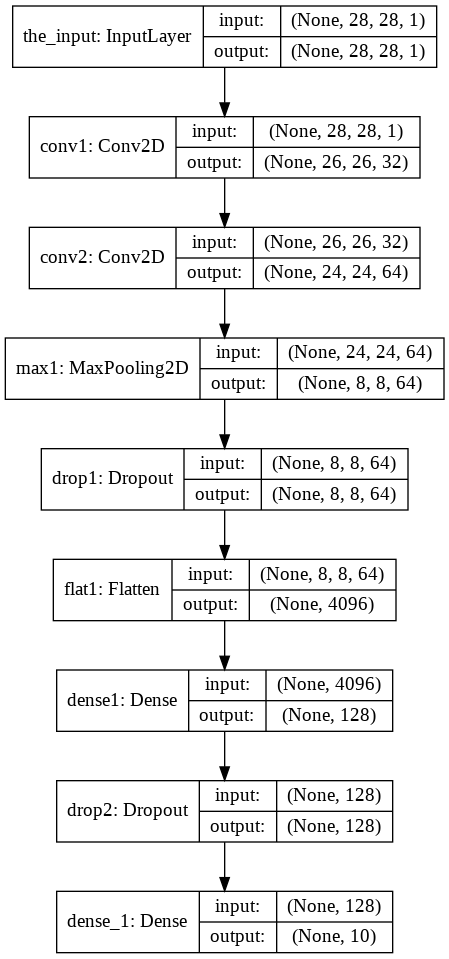 the_input: InputLayer
input: (None, 28, 28, 1)
output: (None, 28, 28, 1)
conv1: Conv2D
input: (None, 28, 28, 1)
output: (None, 26, 26, 32)
conv2: Conv2D
input: (None, 26, 26, 32)
output: (None, 24, 24, 64)
max1: MaxPooling2D
input: (None, 24, 24, 64)
output: (None, 8, 8, 64)
drop1: Dropout
input: (None, 8, 8, 64)
output: (None, 8, 8, 64)
flat1: Flatten
input: (None, 8, 8, 64)
output: (None, 4096)
dense1: Dense
input: (None, 4096)
output: (None, 128)
drop2: Dropout
input: (None, 128)
output: (None, 128)
dense_1: Dense
input: (None, 128)
output: (None, 10)